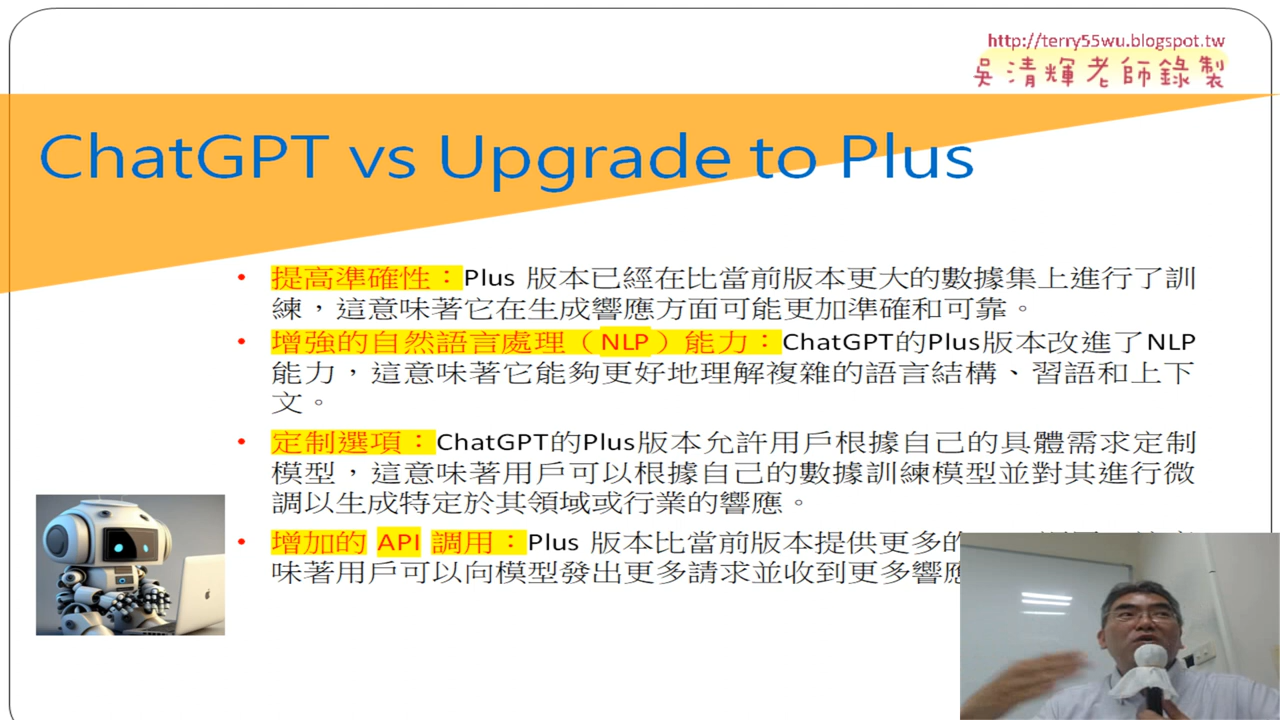 http://terry55wu.blogspot.tw
吳清輝老師錄製
ChatGPT vs Upgrade to Plus
• 提高準確性：Plus 版本已經在比當前版本更大的數據集上進行了訓
練，這意味著它在生成響應方面可能更加準確和可靠。
• 增強的自然語言處理（NLP）能力：ChatGPT的Plus版本改進了NLP
能力，這意味著它能夠更好地理解複雜的語言結構、習語和上下
文。
• 定制選項：ChatGPT的Plus版本允許用戶根據自己的具體需求定制
模型，這意味著用戶可以根據自己的數據訓練模型並對其進行微
調以生成特定於其領域或行業的響應。
• 增加的 API 調用：Plus 版本比當前版本提供更多的
味著用戶可以向模型發出更多請求並收到更多響應